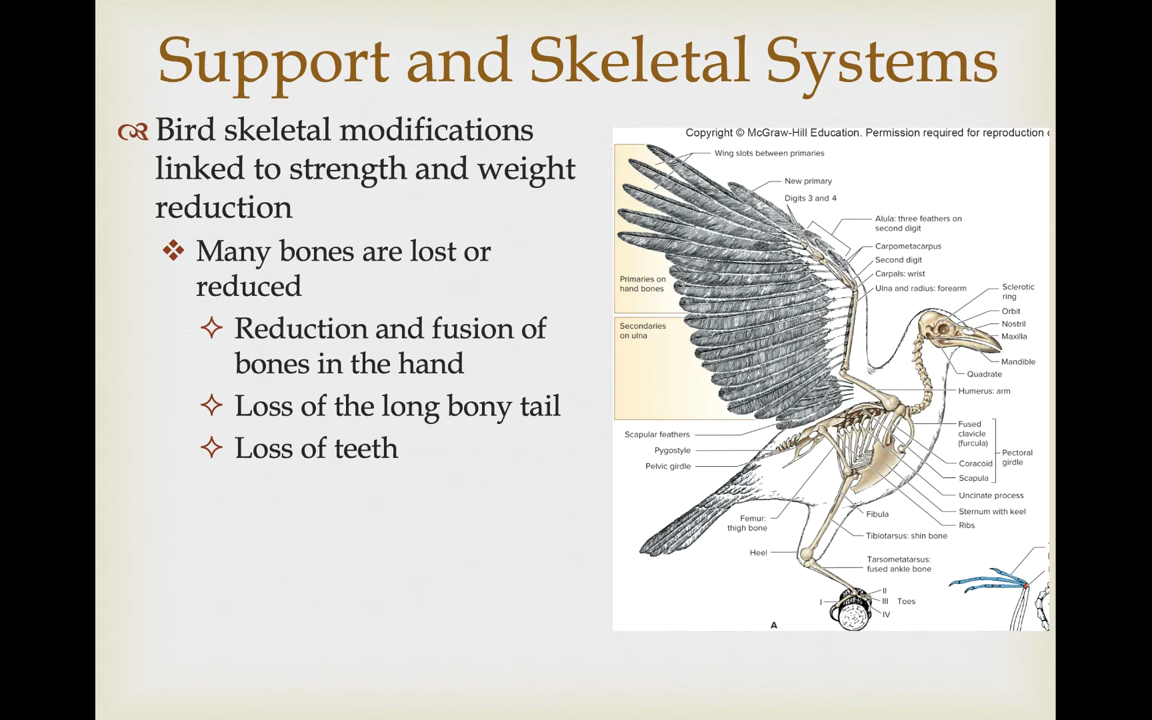 Support and Skeletal Systems
Bird skeletal modifications
linked to strength and weight
reduction
Many bones are lost or
reduced
Reduction and fusion of
bones in the hand
Loss of the long bony tail
Loss of teeth
Copyright © McGraw-Hill Education. Permission required for reproduction
Wing slots between primaries
New primary
Digits 3 and 4
Alula: three feathers on
second digit
Carpometacarpus
Second digit
Carpals: wrist
Ulna and radius: forearm
Primaries on
hand bones
Secondaries
on ulna
Sclerotic
ring
Orbit
Nostril
Maxilla
Mandible
Quadrate
Humerus: arm
Scapular feathers
Pygostyle
Pelvic girdle
Fused
clavicle
(furcula)
Pectoral
girdle
Coracoid
Scapula
Uncinate process
Sternum with keel
Ribs
Femur:
thigh bone
Fibula
Tibiotarsus: shin bone
Heel
Tarsometatarsus:
fused ankle bone
I
II
III Toes
IV
A